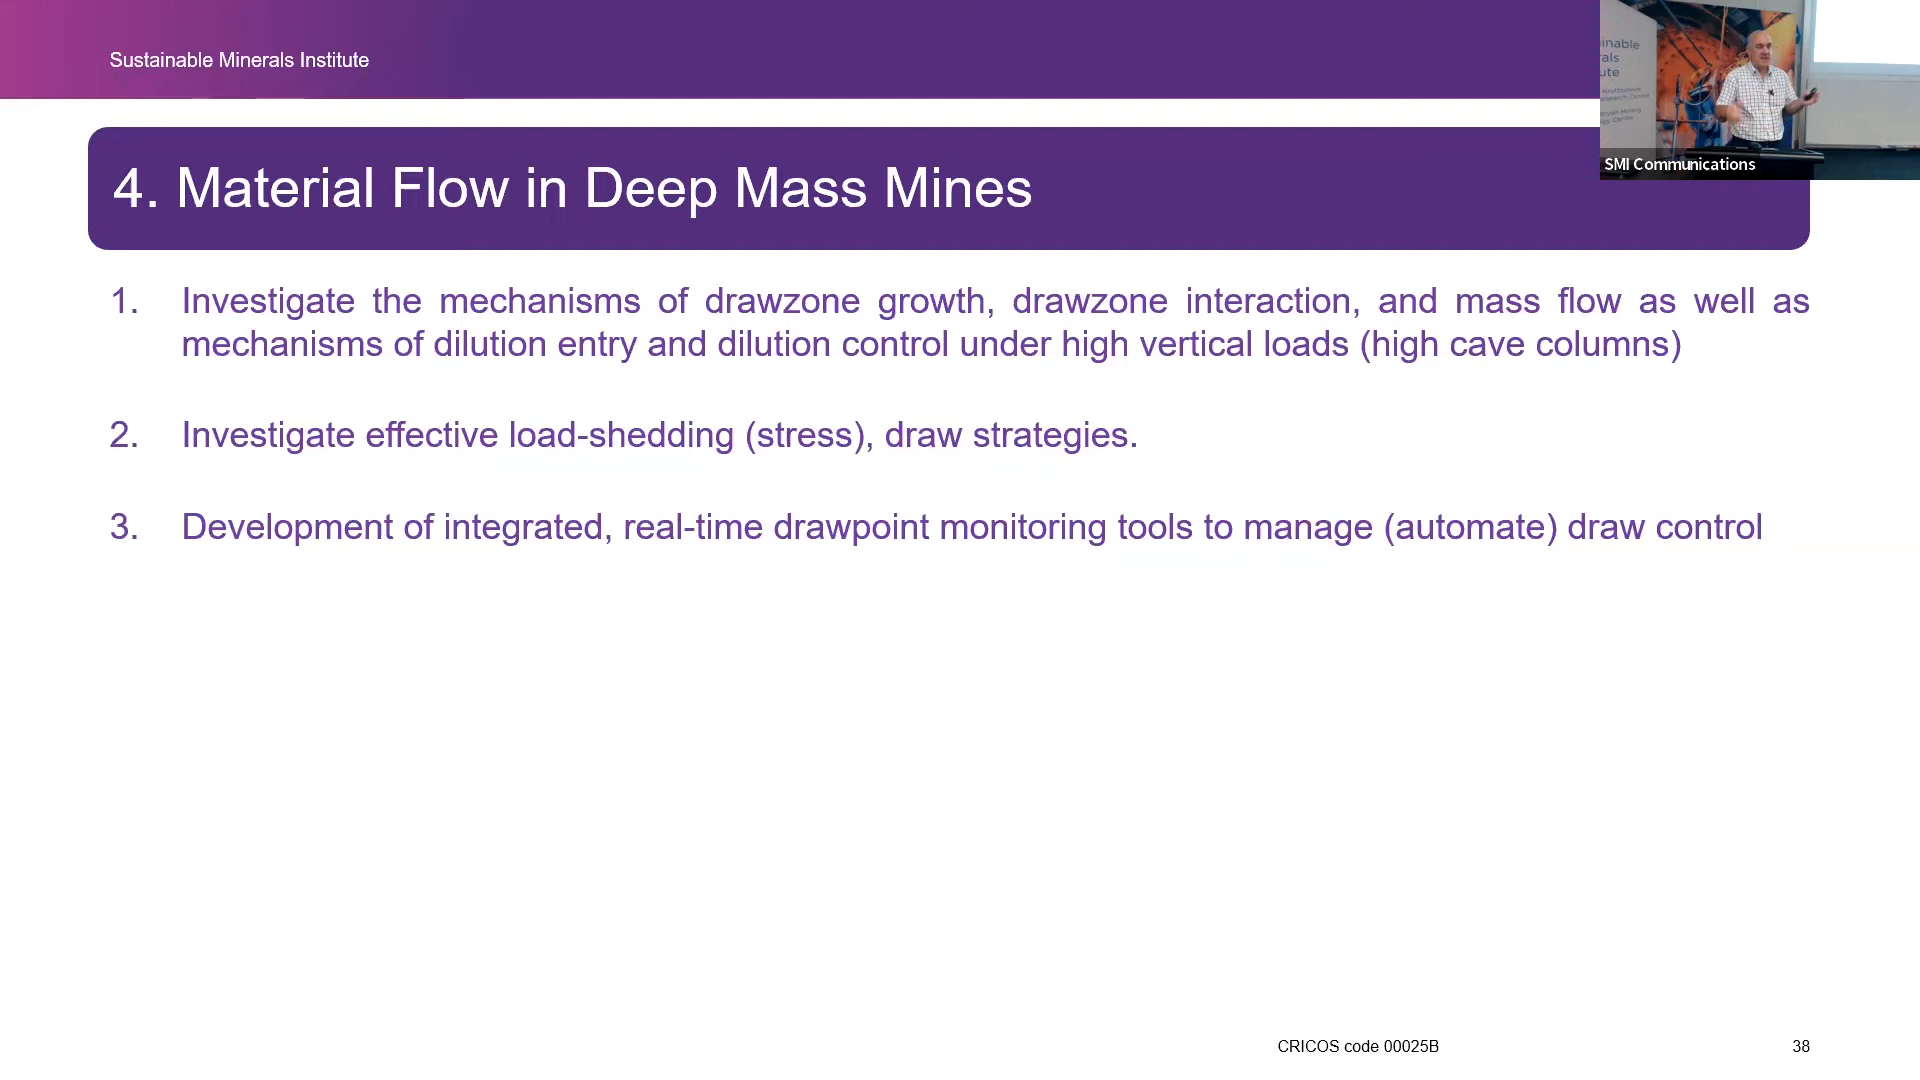 Sustainable Minerals Institute
SMI Communications
4. Material Flow in Deep Mass Mines
1. Investigate the mechanisms of drawzone growth, drawzone interaction, and mass flow as well as
mechanisms of dilution entry and dilution control under high vertical loads (high cave columns)
2. Investigate effective load-shedding (stress), draw strategies.
3. Development of integrated, real-time drawpoint monitoring tools to manage (automate) draw control
CRICOS code 00025B
38